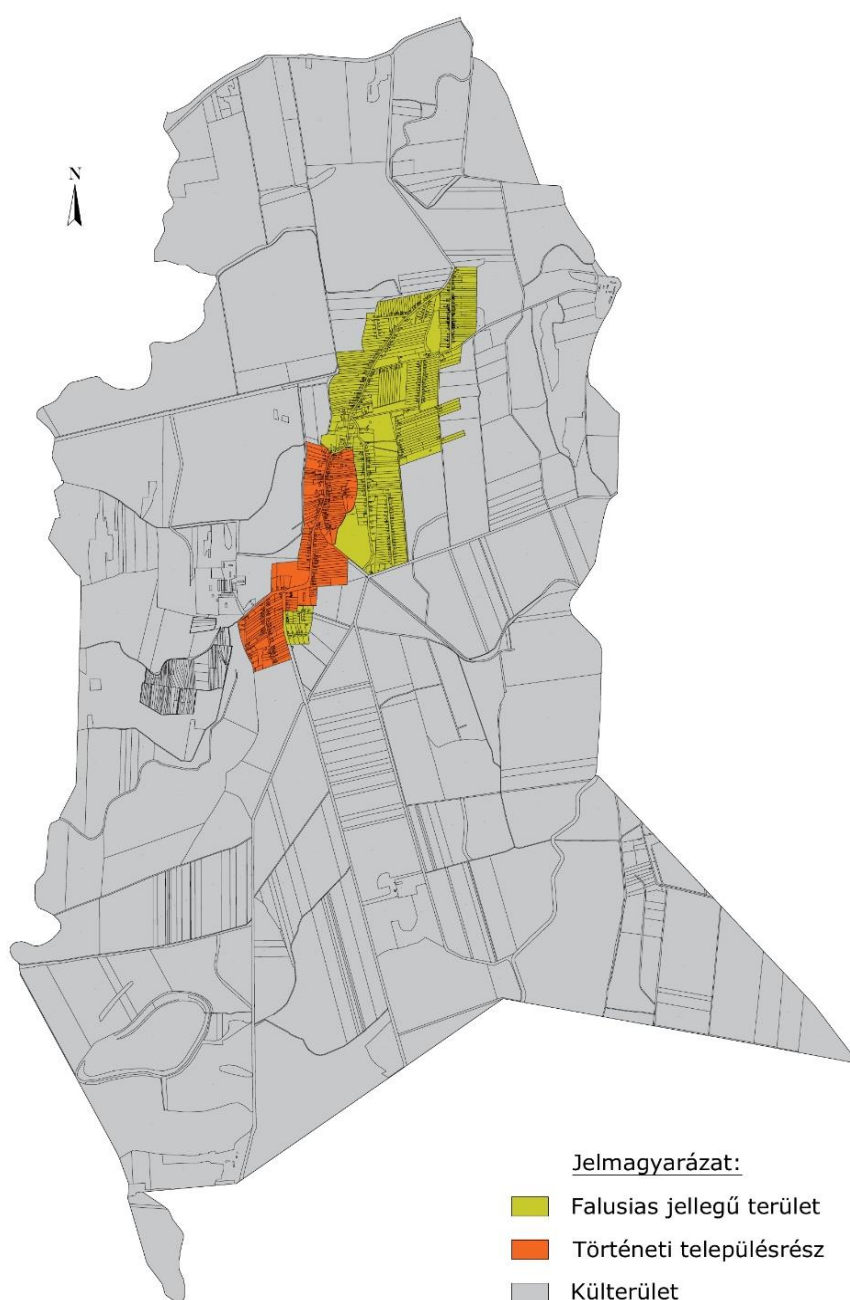 N
Jelmagyarázat:
Falusias jellegű terület
Történeti településrész
Külterület